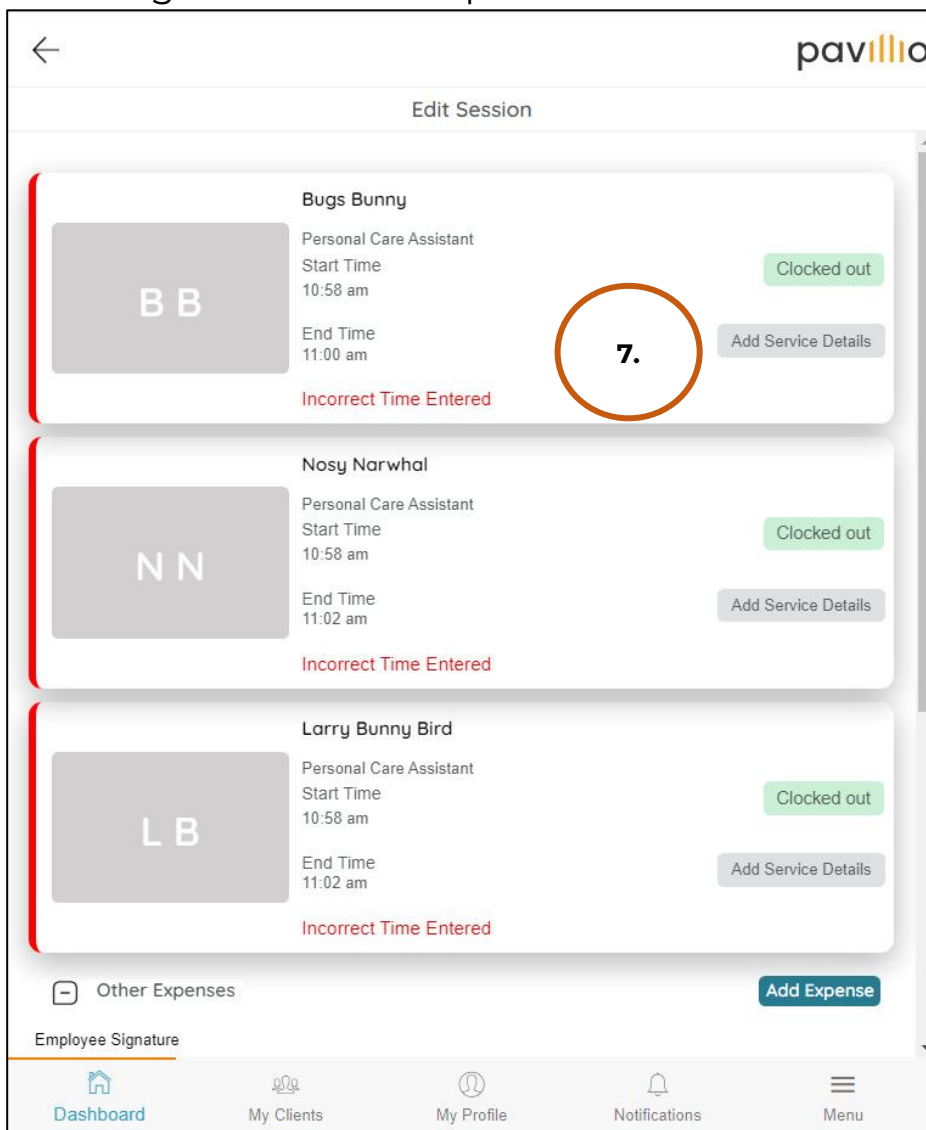 pavillio
Edit Session
Bugs Bunny
Personal Care Assistant
Start Time
10:58 am
Clocked out
B B
End Time
11:00 am
7.
Add Service Details
Incorrect Time Entered
Nosy Narwhal
Personal Care Assistant
Start Time
10:58 am
Clocked out
N N
End Time
11:02 am
Add Service Details
Incorrect Time Entered
Larry Bunny Bird
Personal Care Assistant
Start Time
10:58 am
Clocked out
L B
End Time
11:02 am
Add Service Details
Incorrect Time Entered
Other Expenses
Add Expense
Employee Signature
Dashboard
My Clients
My Profile
Notifications
Menu